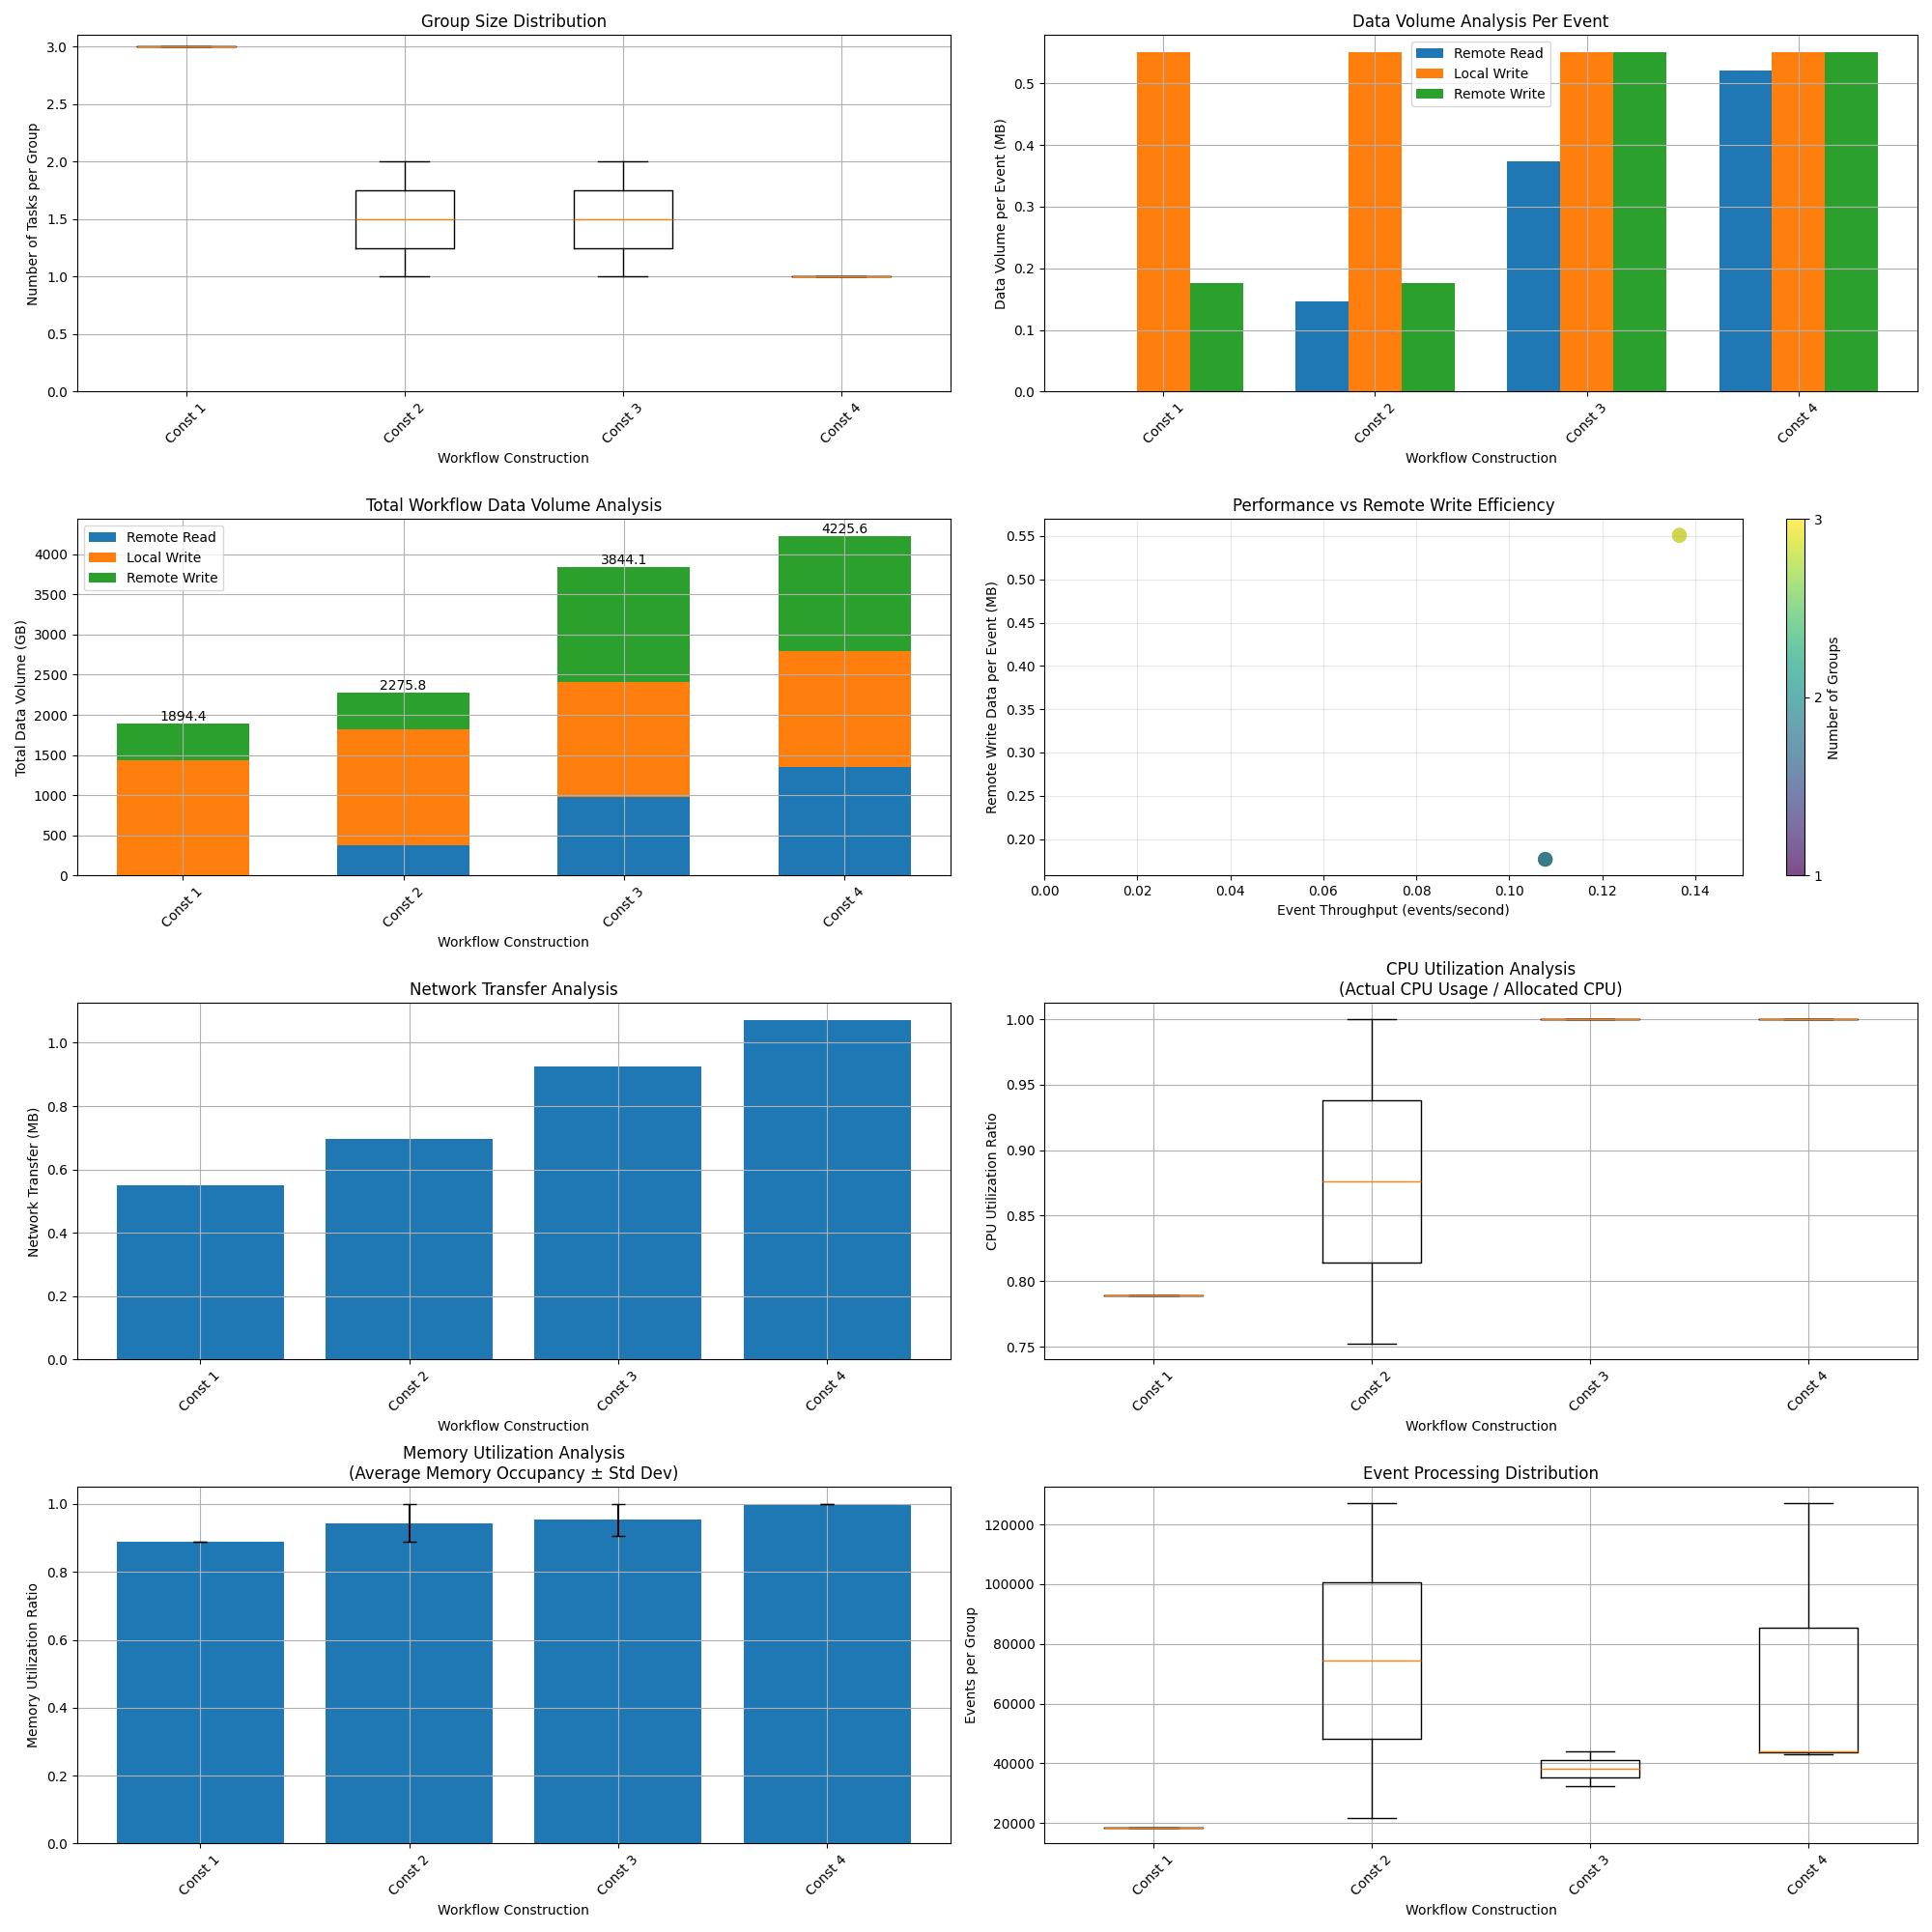 Group Size Distribution
Number of Tasks per Group
3.0
2.5
2.0
1.5
1.0
0.5
0.0
Const 1
Const 2
Const 3
Const 4
Workflow Construction
Data Volume Analysis Per Event
Data Volume per Event (MB)
0.5
0.4
0.3
0.2
0.1
0.0
Remote Read
Local Write
Remote Write
Const 1
Const 2
Const 3
Const 4
Workflow Construction
Total Workflow Data Volume Analysis
Total Data Volume (GB)
4000
3500
3000
2500
2000
1500
1000
500
0
Remote Read
Local Write
Remote Write
1894.4
2275.8
3844.1
4225.6
Const 1
Const 2
Const 3
Const 4
Workflow Construction
Performance vs Remote Write Efficiency
Remote Write Data per Event (MB)
0.55
0.50
0.45
0.40
0.35
0.30
0.25
0.20
0.00
0.02
0.04
0.06
0.08
0.10
0.12
0.14
Event Throughput (events/second)
3
2
1
Number of Groups
Network Transfer Analysis
Network Transfer (MB)
1.0
0.8
0.6
0.4
0.2
0.0
Const 1
Const 2
Const 3
Const 4
Workflow Construction
CPU Utilization Analysis
(Actual CPU Usage / Allocated CPU)
CPU Utilization Ratio
1.00
0.95
0.90
0.85
0.80
0.75
Const 1
Const 2
Const 3
Const 4
Workflow Construction
Memory Utilization Analysis
(Average Memory Occupancy ± Std Dev)
Memory Utilization Ratio
1.0
0.8
0.6
0.4
0.2
0.0
Const 1
Const 2
Const 3
Const 4
Workflow Construction
Event Processing Distribution
Events per Group
120000
100000
80000
60000
40000
20000
Const 1
Const 2
Const 3
Const 4
Workflow Construction